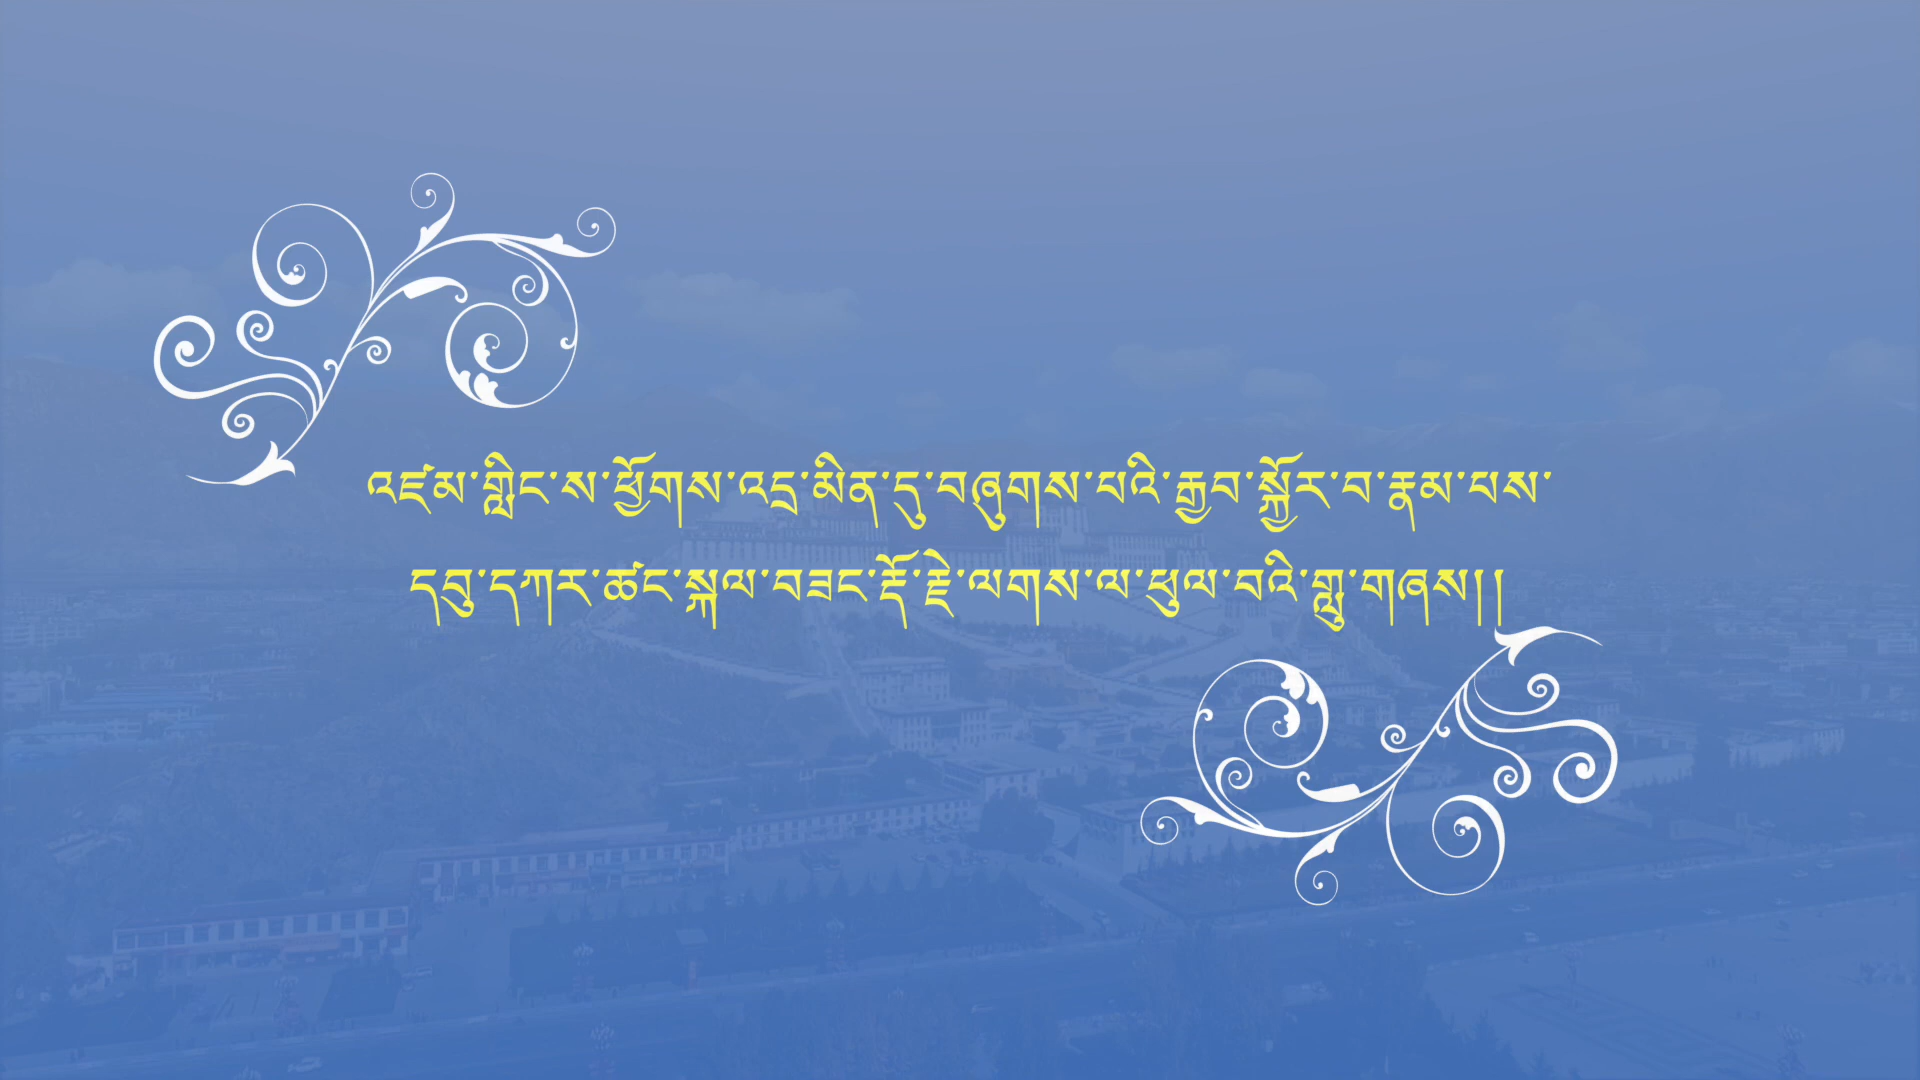 འཛམ་གླིང་ས་ཕྱོགས་འདྲ་མིན་དུ་བཞུགས་པའི་རྒྱབ་སྐྱོར་བ་རྣམ་པས་
དབུ་དཀར་ཚང་སྐལ་བཟང་རྡོ་རྗེ་ལགས་ལ་ཕུལ་བའི་གླུ་གཞས།།